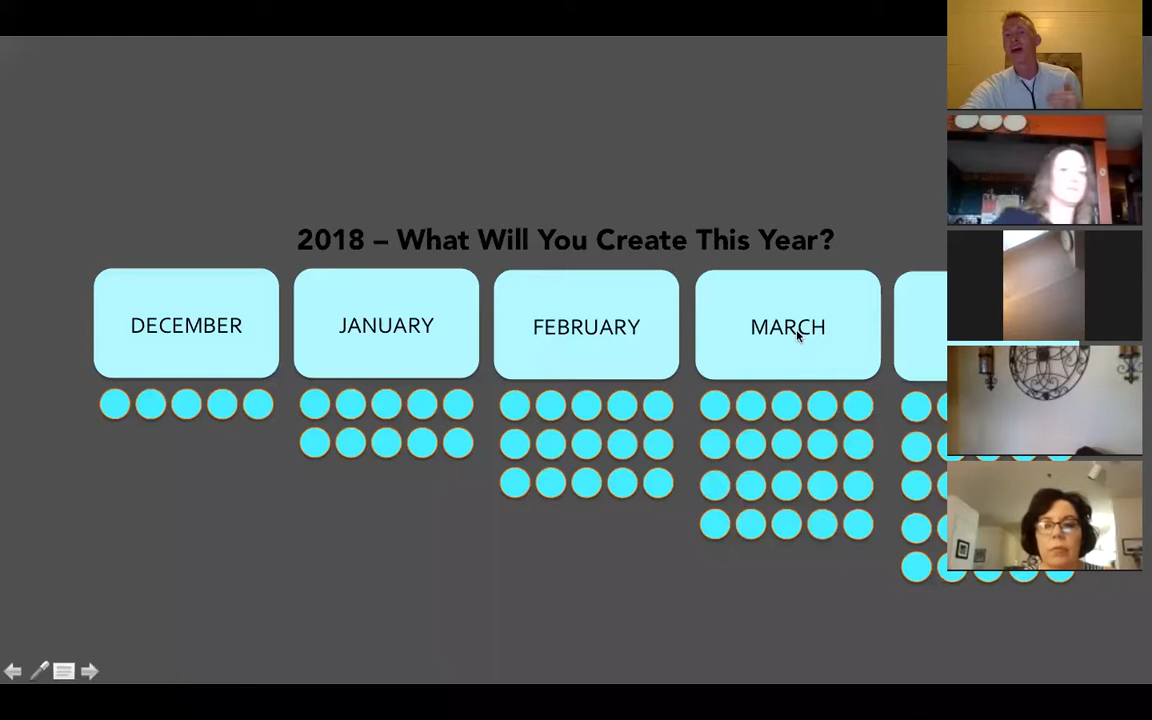 2018 – What Will You Create This Year?
DECEMBER
JANUARY
FEBRUARY
MARCH